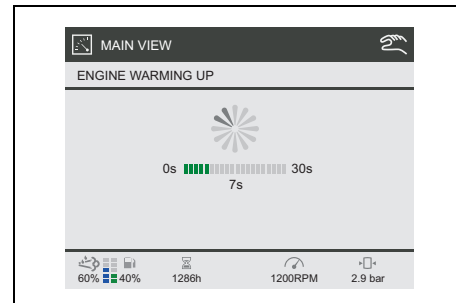 MAIN VIEW
ENGINE WARMING UP
0s 30s
7s
60% 40% 1286h 1200RPM 2.9 bar